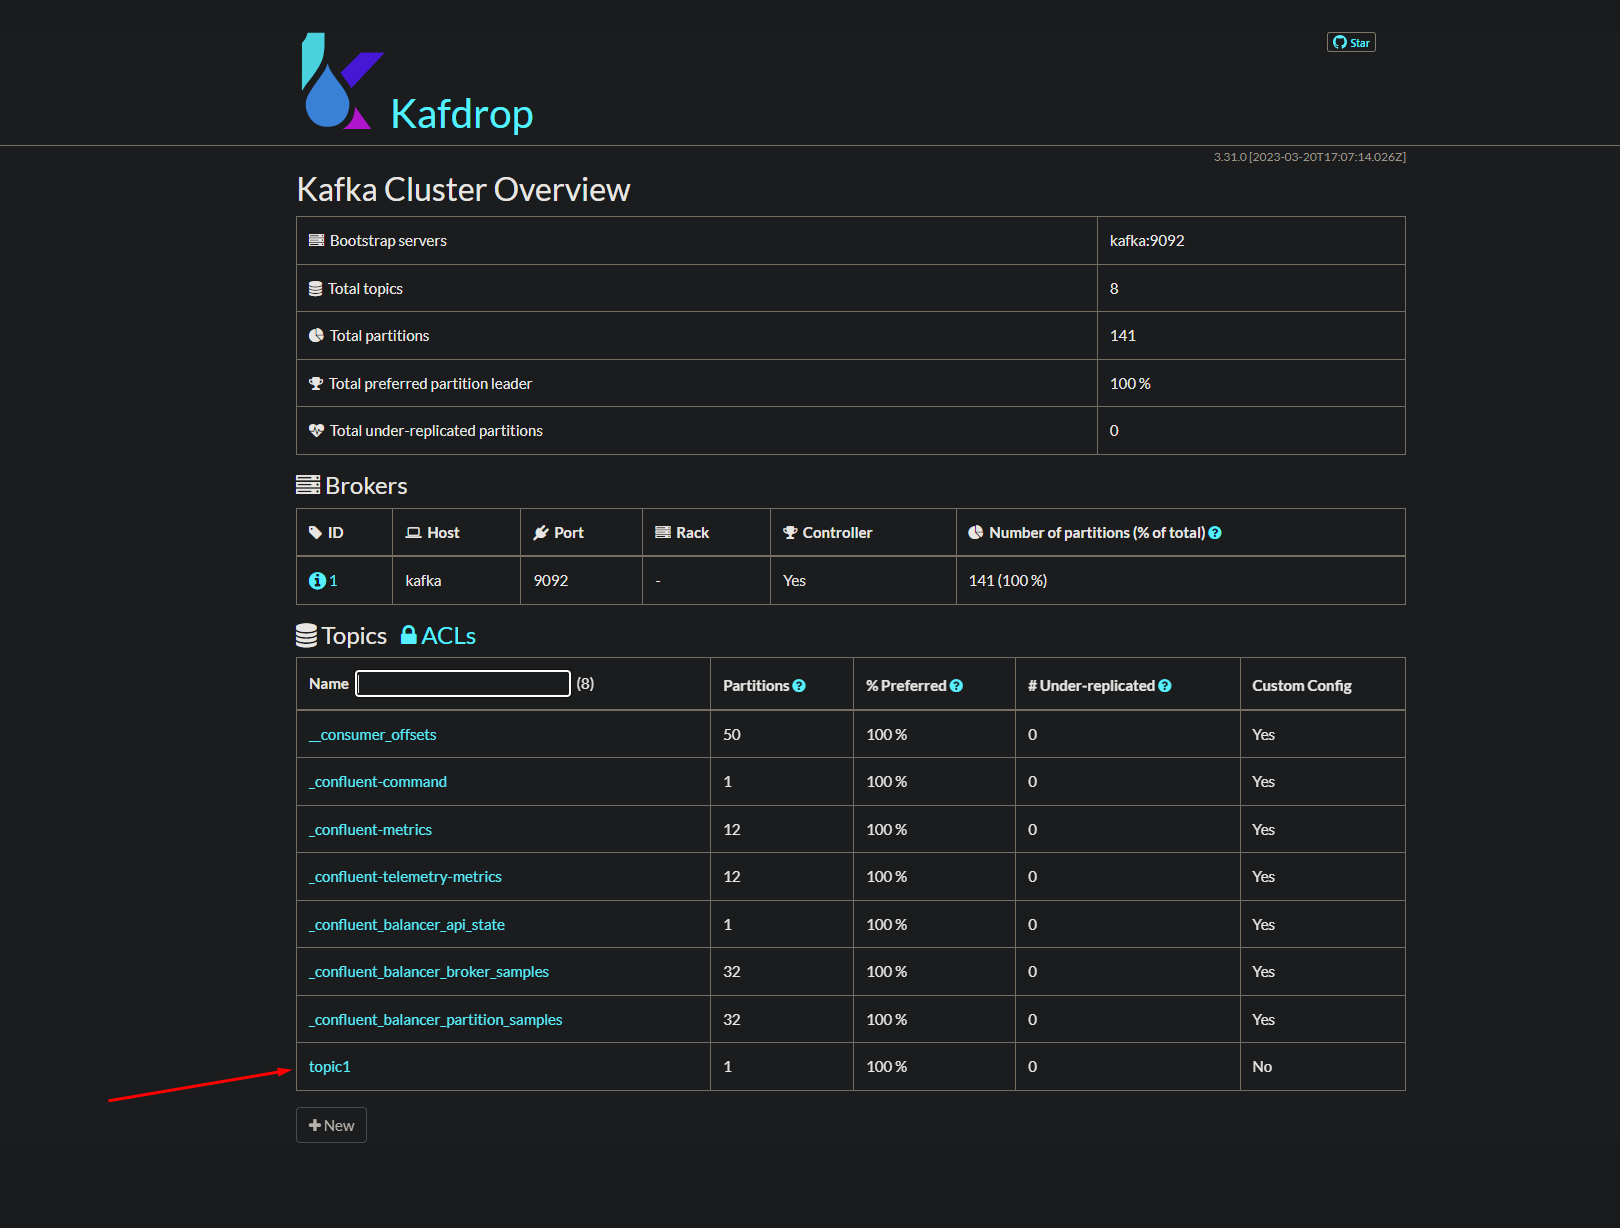 Star
Kafdrop
3.31.0 [2023-03-20T17:07:14.026Z]
Kafka Cluster Overview
Bootstrap servers kafka:9092
Total topics 8
Total partitions 141
Total preferred partition leader 100 %
Total under-replicated partitions 0
Brokers
ID Host Port Rack Controller Number of partitions (% of total) ?
1 kafka 9092 - Yes 141 (100 %)
Topics ACLs
Name (8) Partitions ? % Preferred ? # Under-replicated ? Custom Config
__consumer_offsets 50 100 % 0 Yes
_confluent-command 1 100 % 0 Yes
_confluent-metrics 12 100 % 0 Yes
_confluent-telemetry-metrics 12 100 % 0 Yes
_confluent_balancer_api_state 1 100 % 0 Yes
_confluent_balancer_broker_samples 32 100 % 0 Yes
_confluent_balancer_partition_samples 32 100 % 0 Yes
topic1 1 100 % 0 No
New